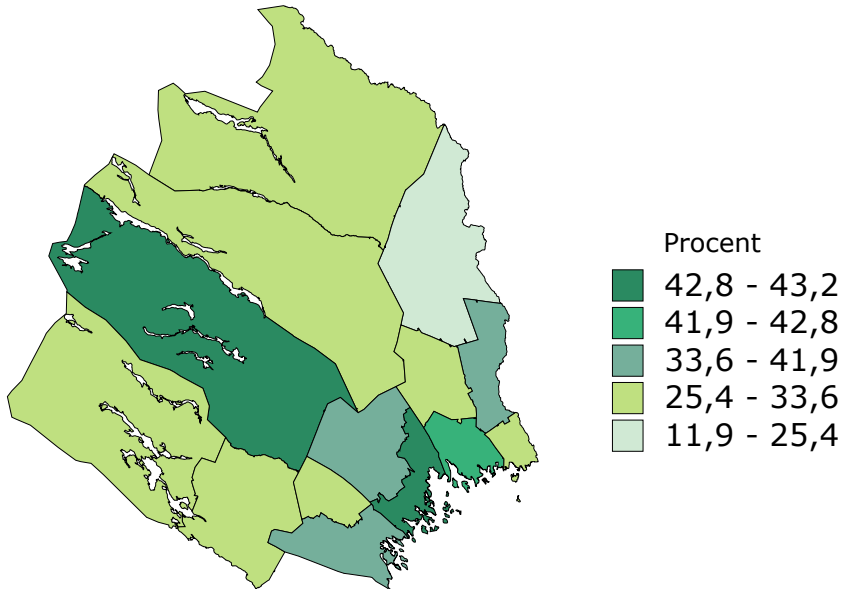 Procent
42,8 - 43,2
41,9 - 42,8
33,6 - 41,9
25,4 - 33,6
11,9 - 25,4